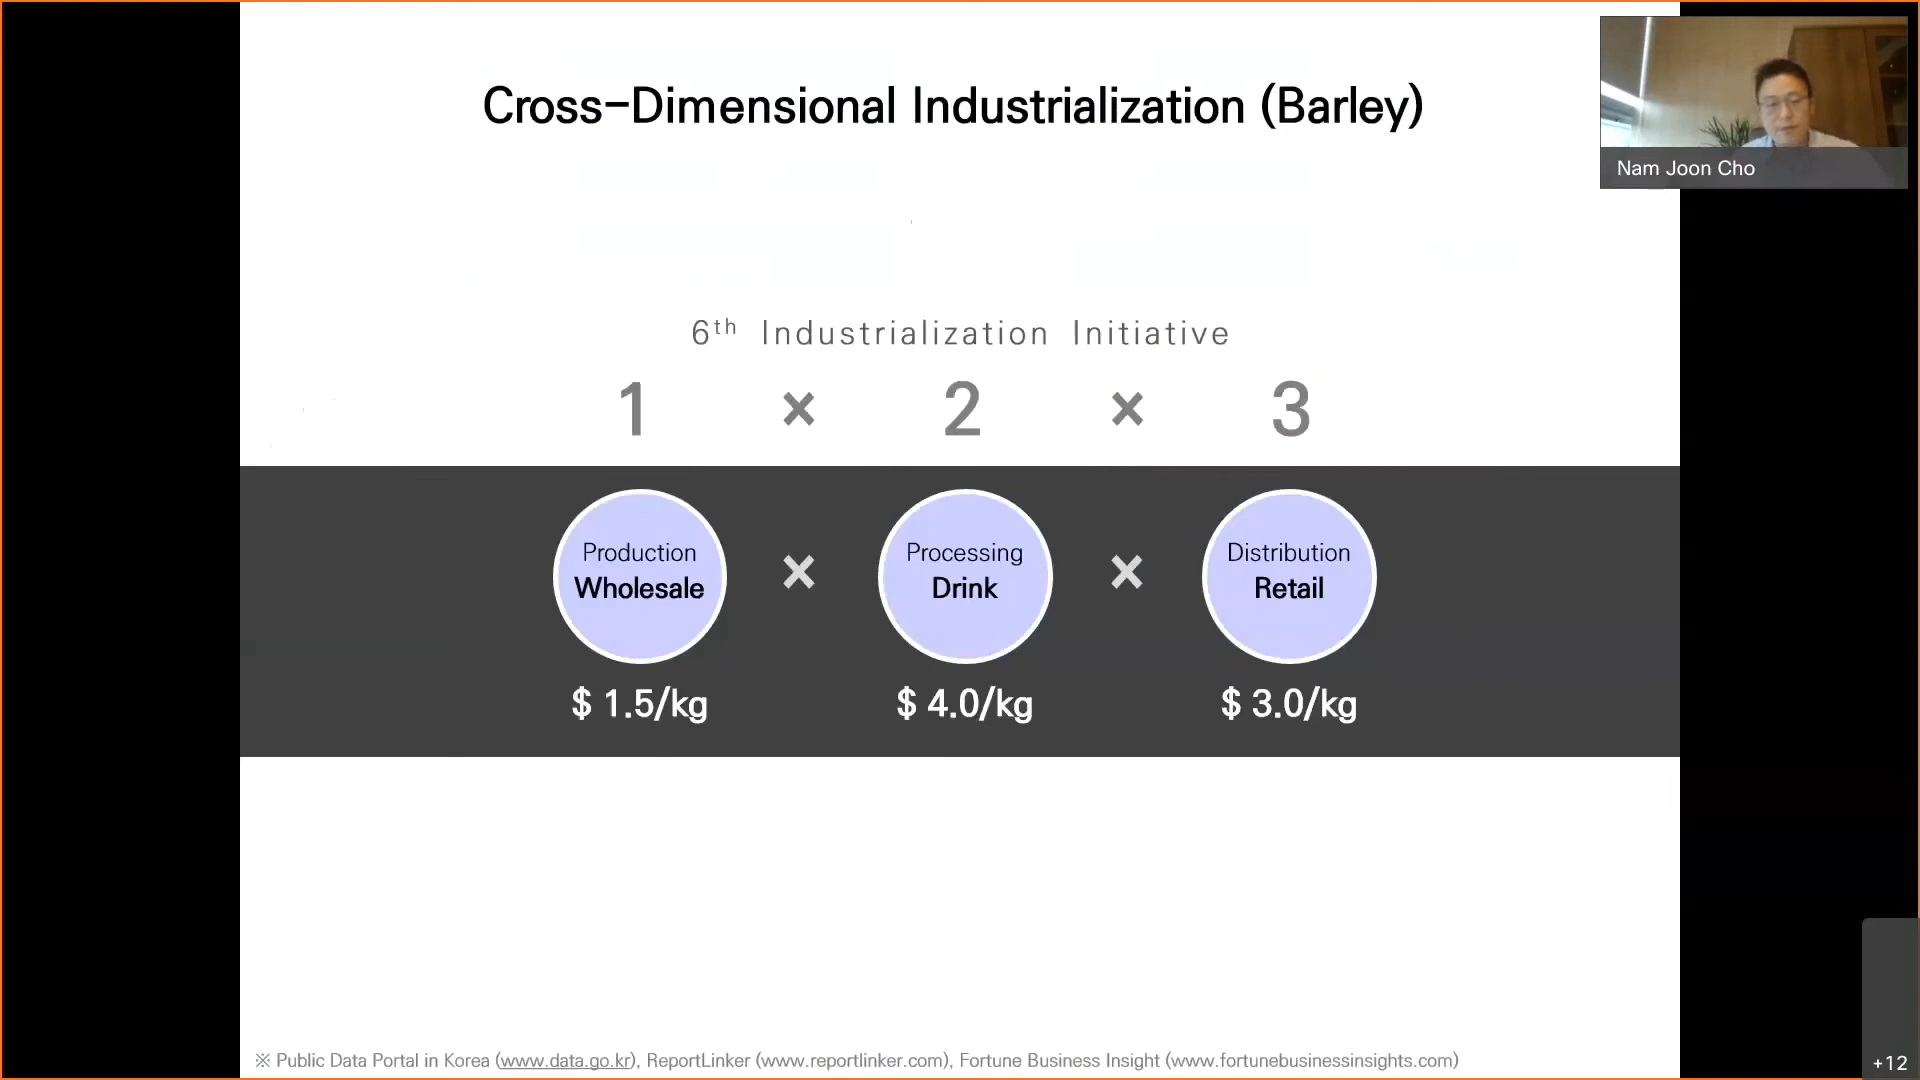 Cross-Dimensional Industrialization (Barley)
Nam Joon Cho
6th Industrialization Initiative
1 × 2 × 3
Production × Processing × Distribution
Wholesale Drink Retail
$ 1.5/kg $ 4.0/kg $ 3.0/kg
※ Public Data Portal in Korea (www.data.go.kr), ReportLinker (www.reportlinker.com), Fortune Business Insight (www.fortunebusinessinsights.com)
+12